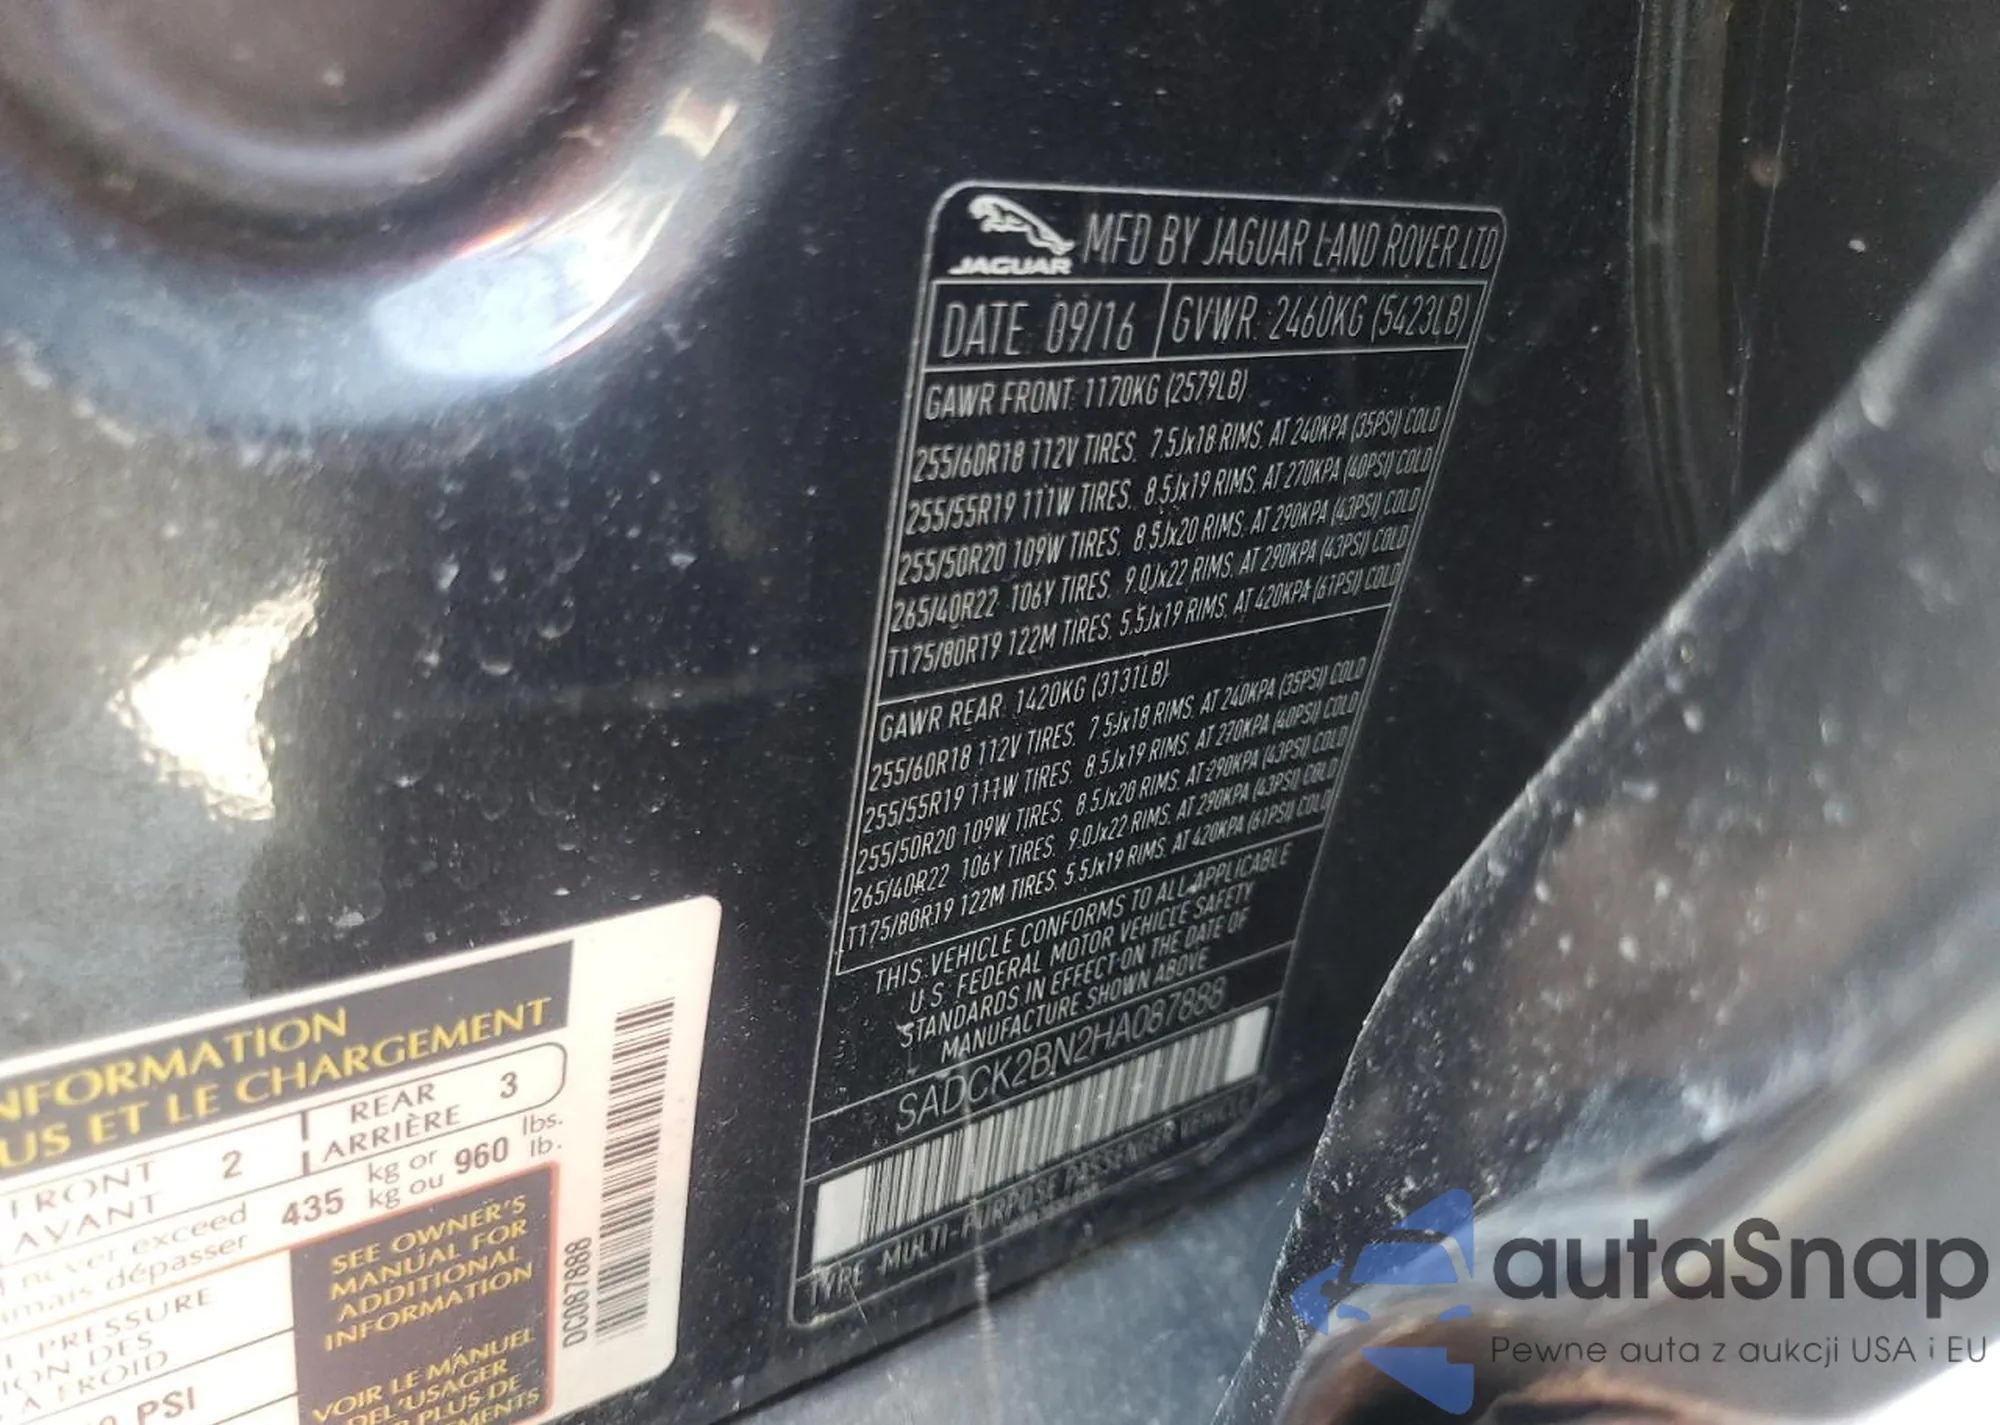 JAGUAR
MFD BY JAGUAR LAND ROVER LTD
DATE: 09/16
GVWR: 2460KG (5423LB)
GAWR FRONT: 1170KG (2579LB)
255/60R18 112V TIRES. 7.5Jx18 RIMS. AT 240KPA (35PSI) COLD
255/55R19 111W TIRES. 8.5Jx19 RIMS. AT 270KPA (40PSI) COLD
255/50R20 109W TIRES. 8.5Jx20 RIMS. AT 290KPA (43PSI) COLD
265/40R22 106Y TIRES. 9.0Jx22 RIMS. AT 290KPA (43PSI) COLD
T175/80R19 122M TIRES. 5.5Jx19 RIMS. AT 420KPA (61PSI) COLD
GAWR REAR: 1420KG (3131LB)
255/60R18 112V TIRES. 7.5Jx18 RIMS. AT 240KPA (35PSI) COLD
255/55R19 111W TIRES. 8.5Jx19 RIMS. AT 270KPA (40PSI) COLD
255/50R20 109W TIRES. 8.5Jx20 RIMS. AT 290KPA (43PSI) COLD
265/40R22 106Y TIRES. 9.0Jx22 RIMS. AT 290KPA (43PSI) COLD
T175/80R19 122M TIRES. 5.5Jx19 RIMS. AT 420KPA (61PSI) COLD
THIS VEHICLE CONFORMS TO ALL APPLICABLE
U.S. FEDERAL MOTOR VEHICLE SAFETY
STANDARDS IN EFFECT ON THE DATE OF
MANUFACTURE SHOWN ABOVE
SADCK2BN2HA087888
TYPE -MULTI-PURPOSE PASSENGER VEHICLE
NFORMATION
US ET LE CHARGEMENT
FRONT 2 REAR 3
AVANT ARRIÈRE
never exceed 435 kg or 960 lbs.
mais dépasser kg ou lb.
PRESSURE
ION DES
À FROID
PSI
SEE OWNER'S
MANUAL FOR
ADDITIONAL
INFORMATION
VOIR LE MANUEL
DE L'USAGER
PLUS DE
MENTS
DC087888
autaSnap
Pewne auta z aukcji USA i EU